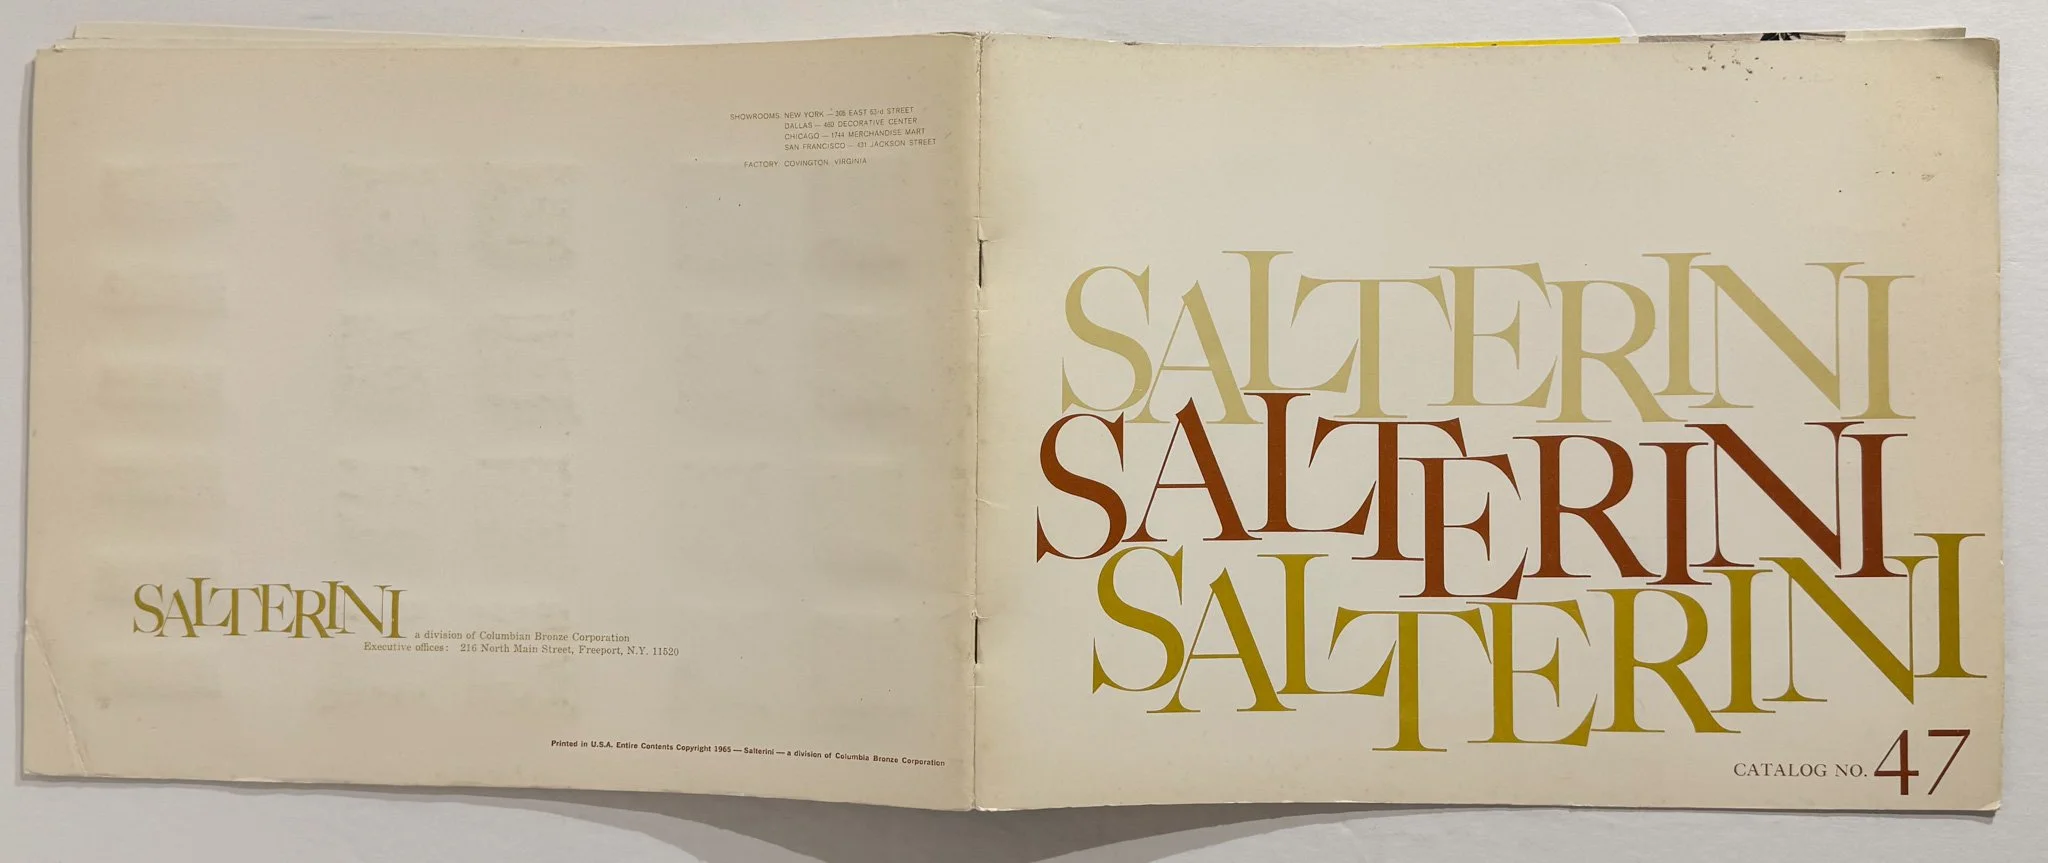 SHOWROOMS: NEW YORK — 305 EAST 63rd STREET
DALLAS — 450 DECORATIVE CENTER
CHICAGO — 1744 MERCHANDISE MART
SAN FRANCISCO — 431 JACKSON STREET
FACTORY: COVINGTON, VIRGINIA
SALTERINI a division of Columbian Bronze Corporation
Executive offices: 216 North Main Street, Freeport, N.Y. 11520
Printed in U.S.A. Entire Contents Copyright 1965 — Salterini — a division of Columbia Bronze Corporation
SALTERINI
SALTERINI
SALTERINI
CATALOG NO. 47